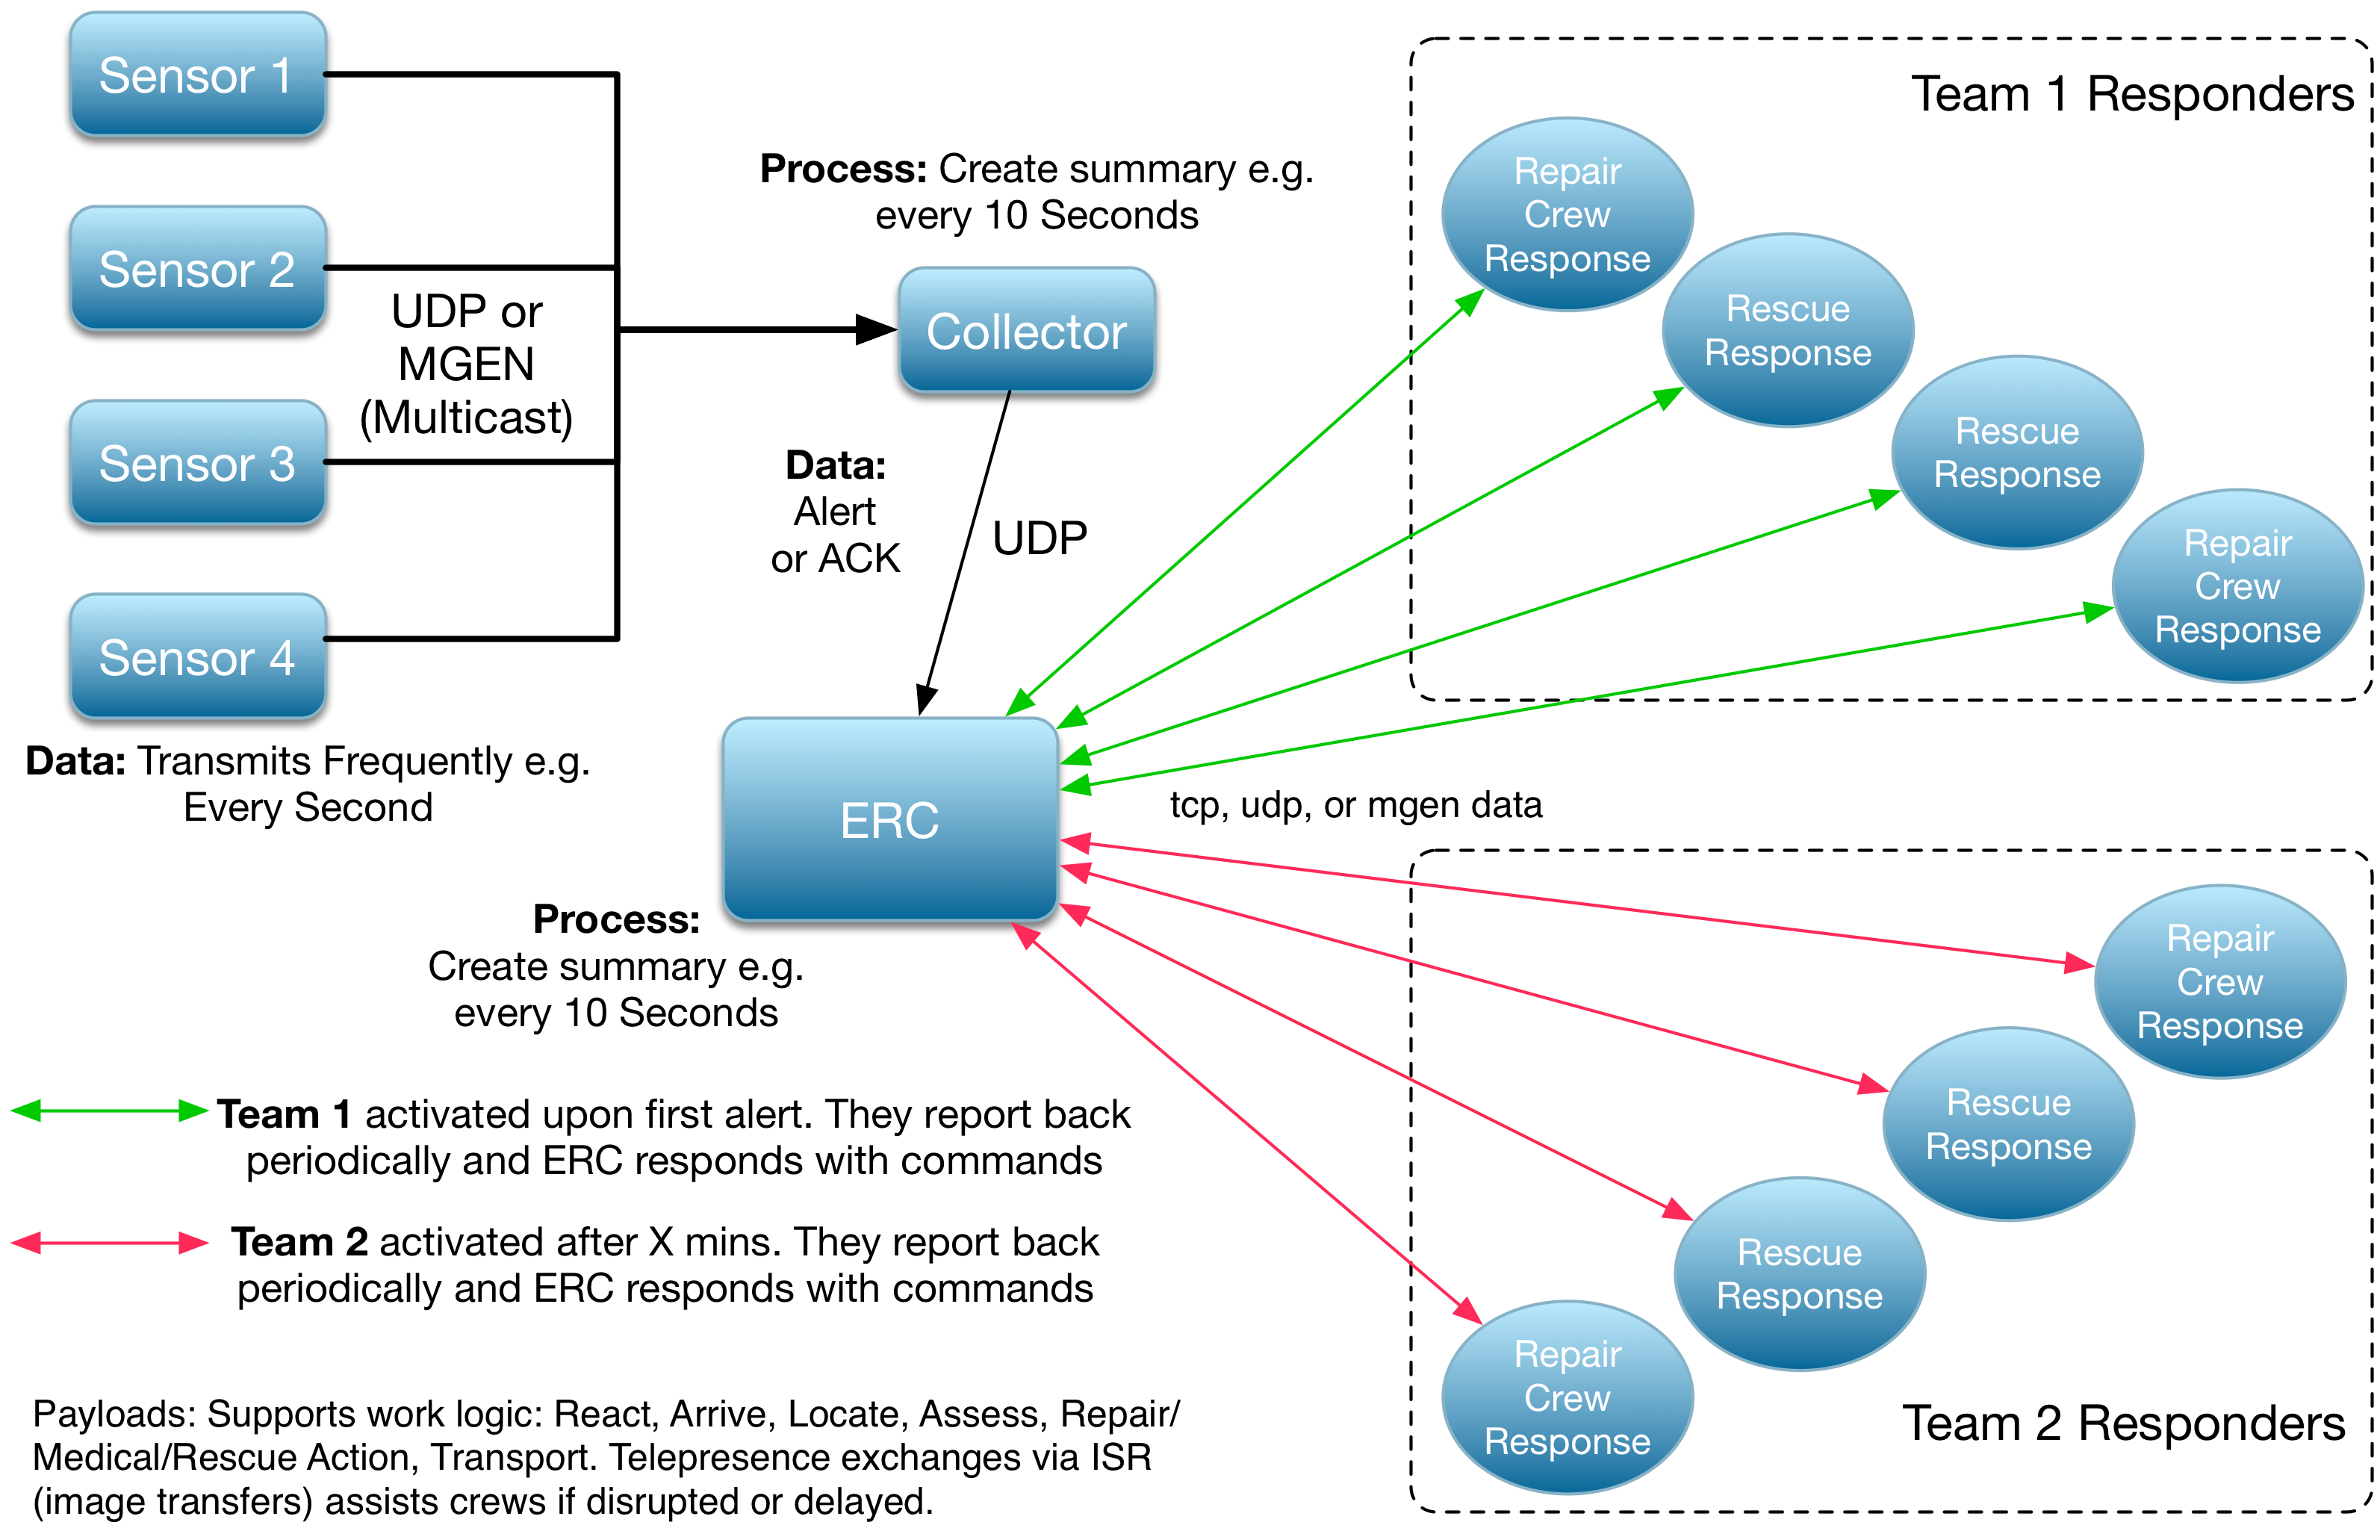 Sensor 1
Sensor 2
Sensor 3
Sensor 4
UDP or
MGEN
(Multicast)
Data: Transmits Frequently e.g.
Every Second
Process: Create summary e.g.
every 10 Seconds
Collector
Data:
Alert
or ACK
UDP
ERC
Process:
Create summary e.g.
every 10 Seconds
tcp, udp, or mgen data
Team 1 Responders
Repair
Crew
Response
Rescue
Response
Rescue
Response
Repair
Crew
Response
Repair
Crew
Response
Rescue
Response
Rescue
Response
Repair
Crew
Response
Team 2 Responders
Team 1 activated upon first alert. They report back
periodically and ERC responds with commands
Team 2 activated after X mins. They report back
periodically and ERC responds with commands
Payloads: Supports work logic: React, Arrive, Locate, Assess, Repair/
Medical/Rescue Action, Transport. Telepresence exchanges via ISR
(image transfers) assists crews if disrupted or delayed.